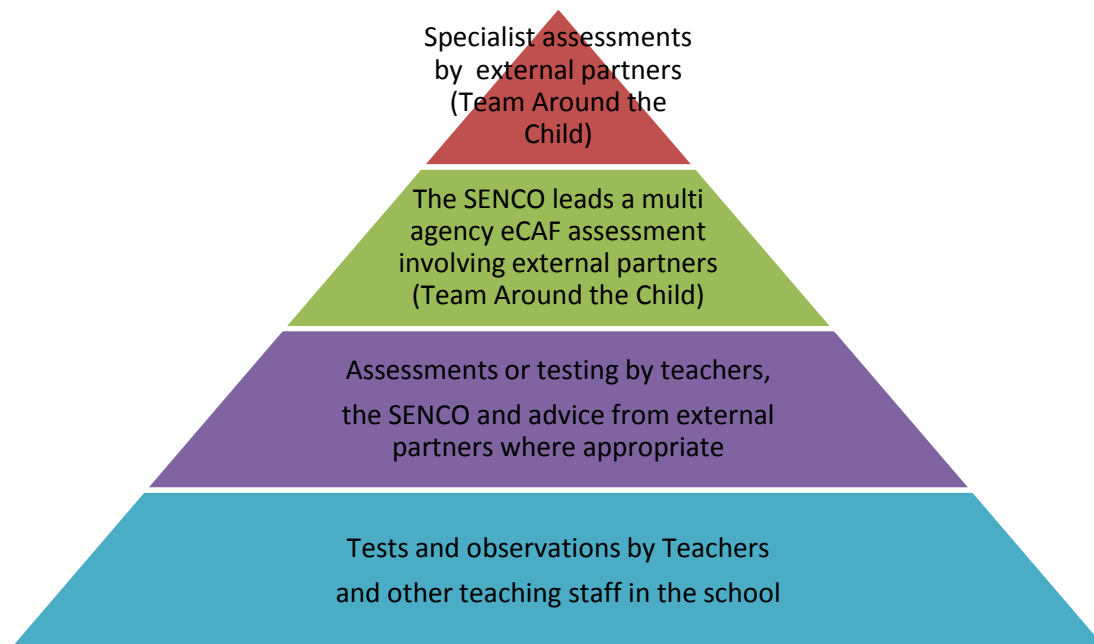 Specialist assessments
by external partners
(Team Around the
Child)
The SENCO leads a multi
agency eCAF assessment
involving external partners
(Team Around the Child)
Assessments or testing by teachers,
the SENCO and advice from external
partners where appropriate
Tests and observations by Teachers
and other teaching staff in the school